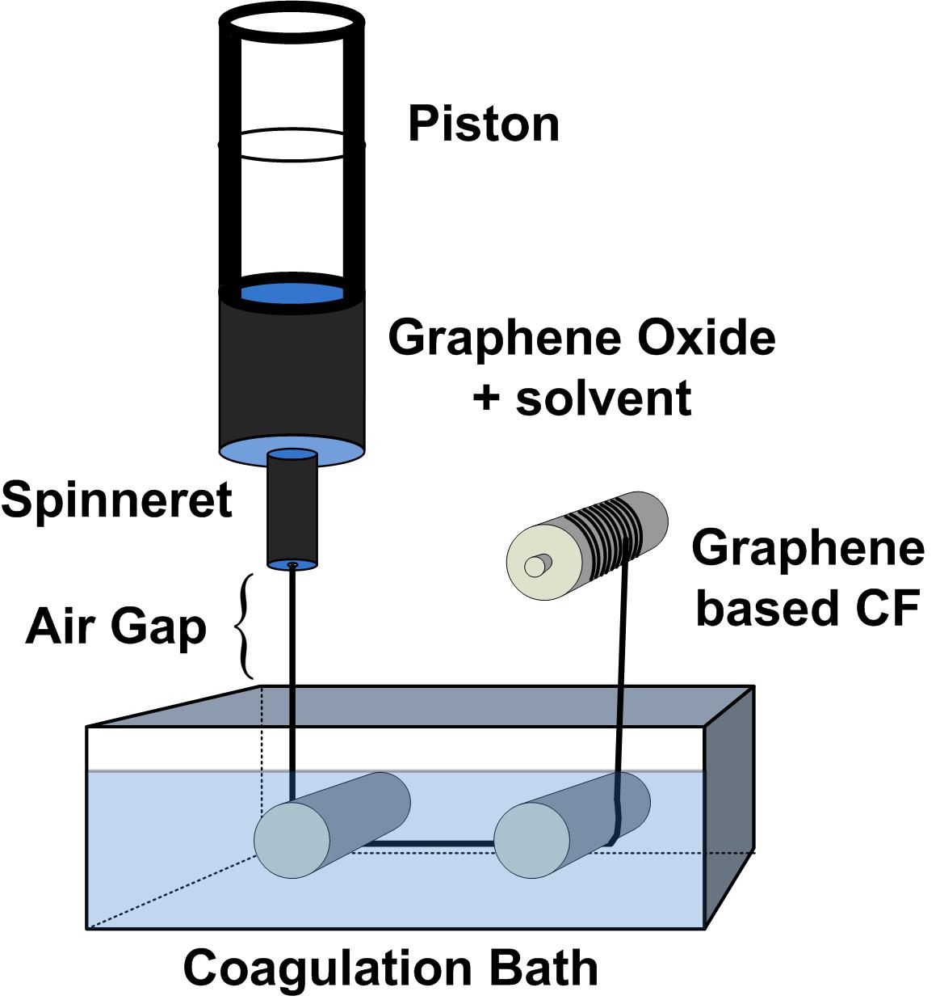 Piston
Graphene Oxide
+ solvent
Spinneret
Graphene
based CF
Air Gap
Coagulation Bath